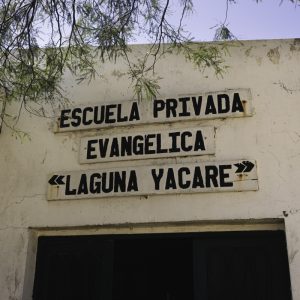 ESCUELA PRIVADA
EVANGELICA
«LAGUNA YACARE»